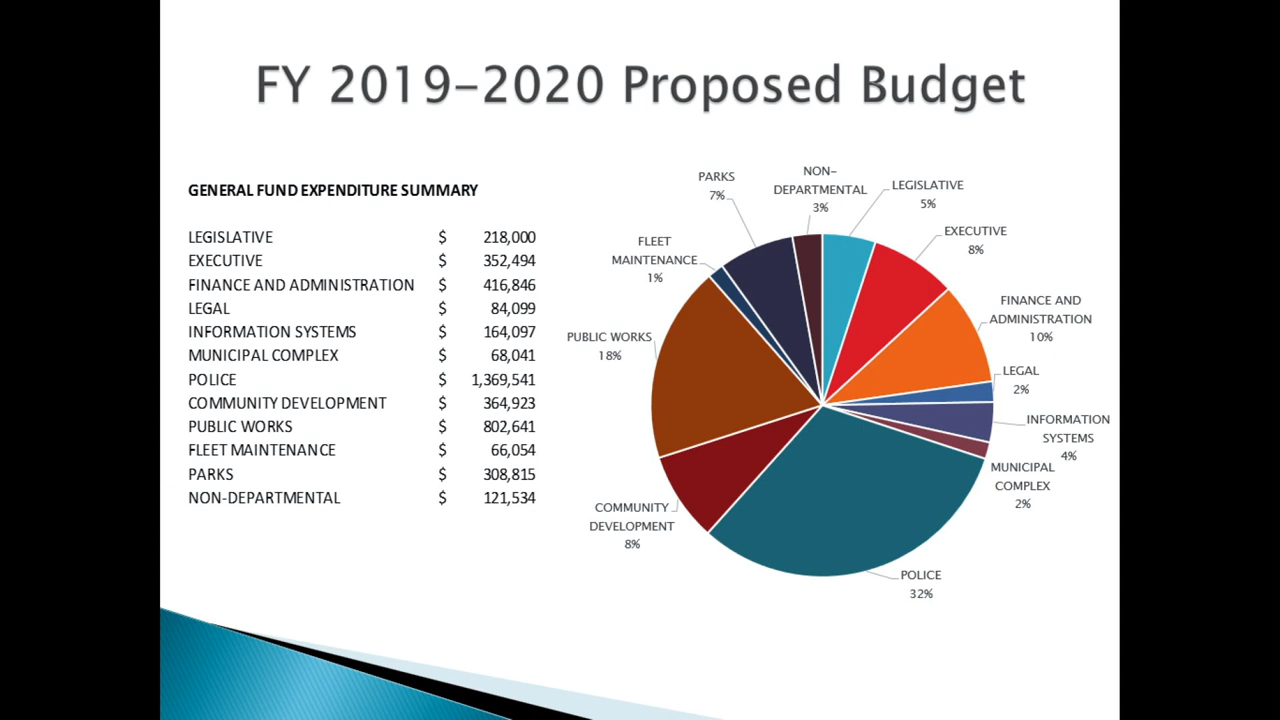 FY 2019-2020 Proposed Budget
GENERAL FUND EXPENDITURE SUMMARY
LEGISLATIVE $ 218,000
EXECUTIVE $ 352,494
FINANCE AND ADMINISTRATION $ 416,846
LEGAL $ 84,099
INFORMATION SYSTEMS $ 164,097
MUNICIPAL COMPLEX $ 68,041
POLICE $ 1,369,541
COMMUNITY DEVELOPMENT $ 364,923
PUBLIC WORKS $ 802,641
FLEET MAINTENANCE $ 66,054
PARKS $ 308,815
NON-DEPARTMENTAL $ 121,534
NON-
DEPARTMENTAL
3%
LEGISLATIVE
5%
EXECUTIVE
8%
FINANCE AND
ADMINISTRATION
10%
LEGAL
2%
INFORMATION
SYSTEMS
4%
MUNICIPAL
COMPLEX
2%
POLICE
32%
COMMUNITY
DEVELOPMENT
8%
PUBLIC WORKS
18%
FLEET
MAINTENANCE
1%
PARKS
7%